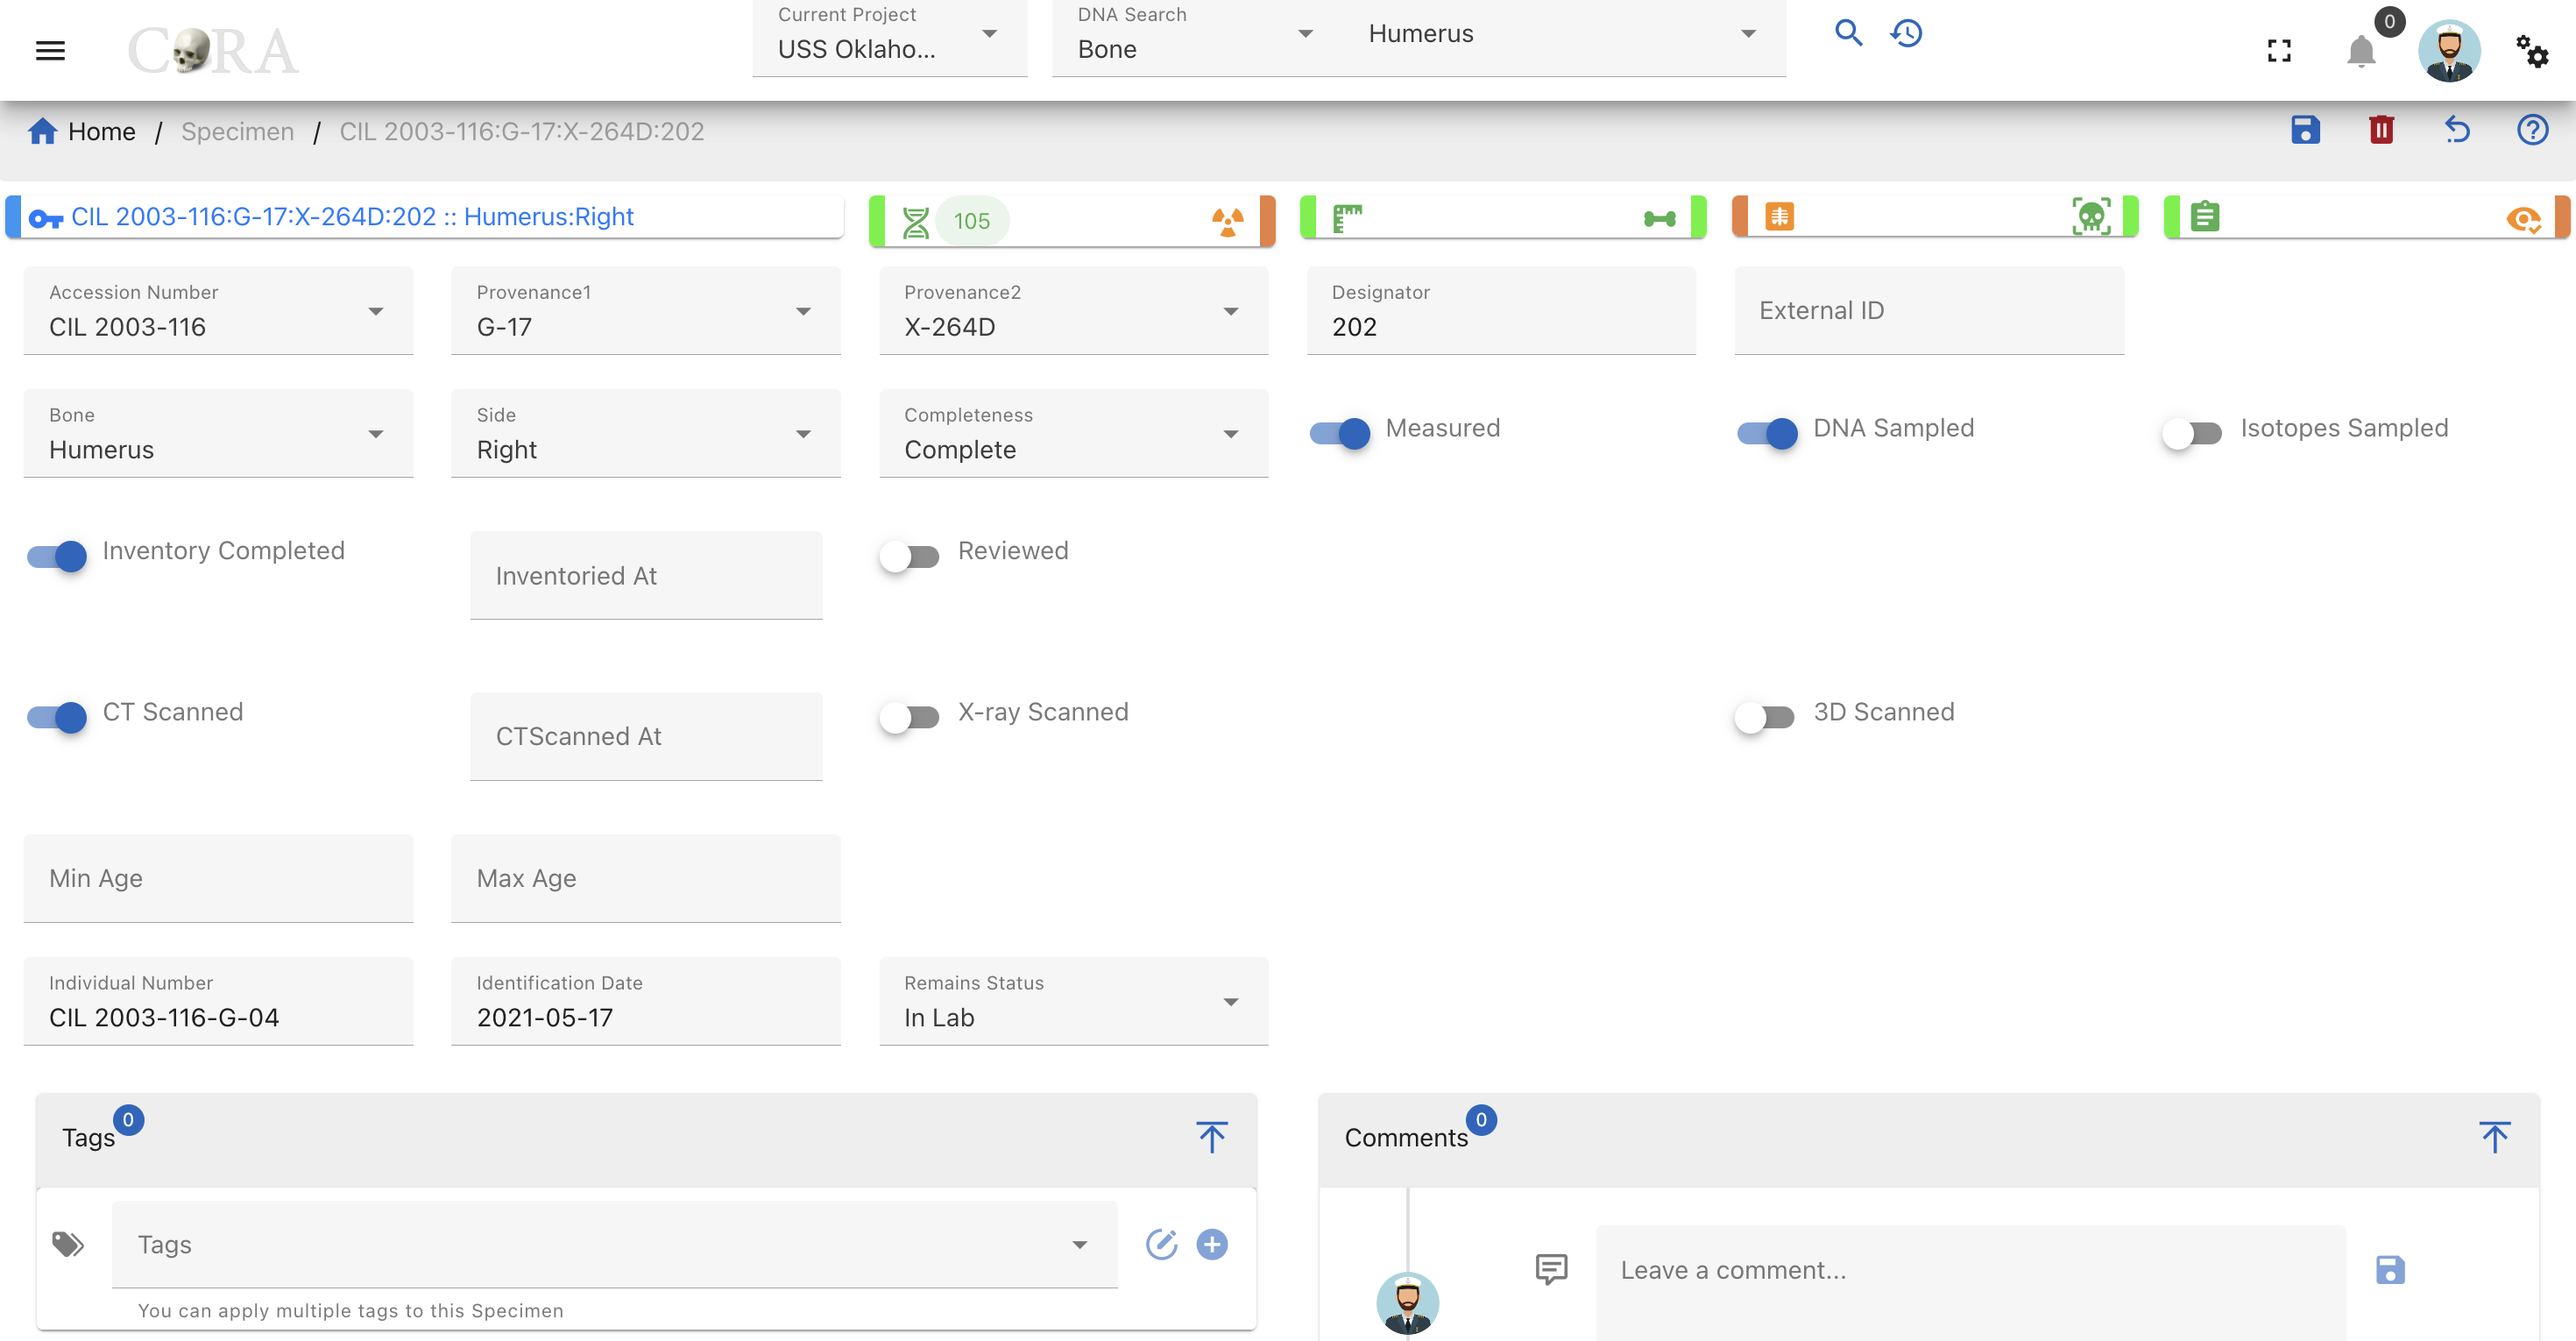 Current Project
USS Oklaho...
DNA Search
Bone
Humerus
0
CORA
Home / Specimen / CIL 2003-116:G-17:X-264D:202
CIL 2003-116:G-17:X-264D:202 :: Humerus:Right
105
Accession Number
CIL 2003-116
Provenance1
G-17
Provenance2
X-264D
Designator
202
External ID
Bone
Humerus
Side
Right
Completeness
Complete
Measured
DNA Sampled
Isotopes Sampled
Inventory Completed
Inventoried At
Reviewed
CT Scanned
CTScanned At
X-ray Scanned
3D Scanned
Min Age
Max Age
Individual Number
CIL 2003-116-G-04
Identification Date
2021-05-17
Remains Status
In Lab
Tags
0
Comments
0
Tags
You can apply multiple tags to this Specimen
Leave a comment...